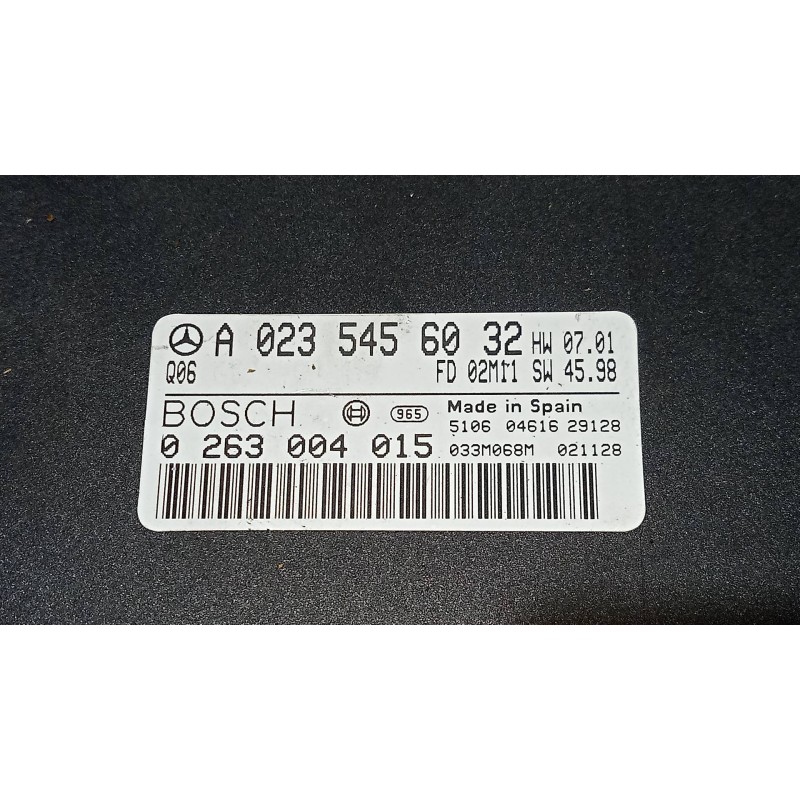 A 023 545 60 32 HW 07.01
Q06 FD 02M11 SW 45.98
BOSCH 965 Made in Spain
5106 04616 29128
0 263 004 015 033M068M 021128